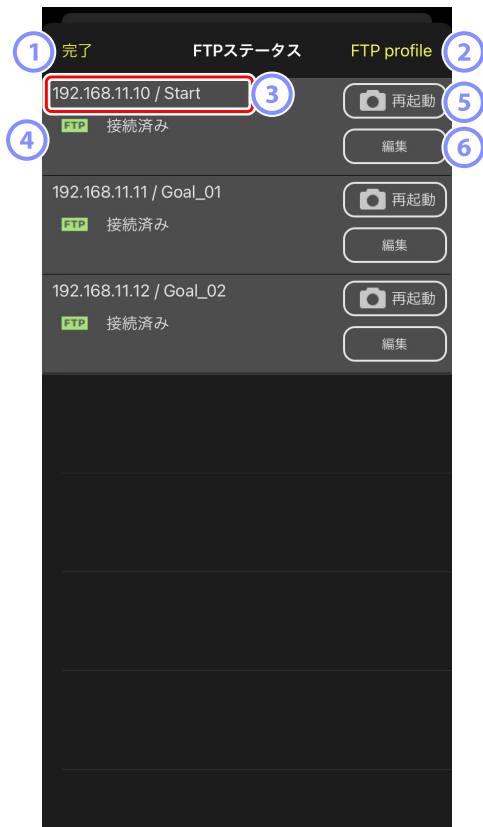 1 完了 FTPステータス FTP profile 2
192.168.11.10 / Start 3 再起動 5
4 FTP 接続済み 編集 6
192.168.11.11 / Goal_01 再起動
FTP 接続済み 編集
192.168.11.12 / Goal_02 再起動
FTP 接続済み 編集